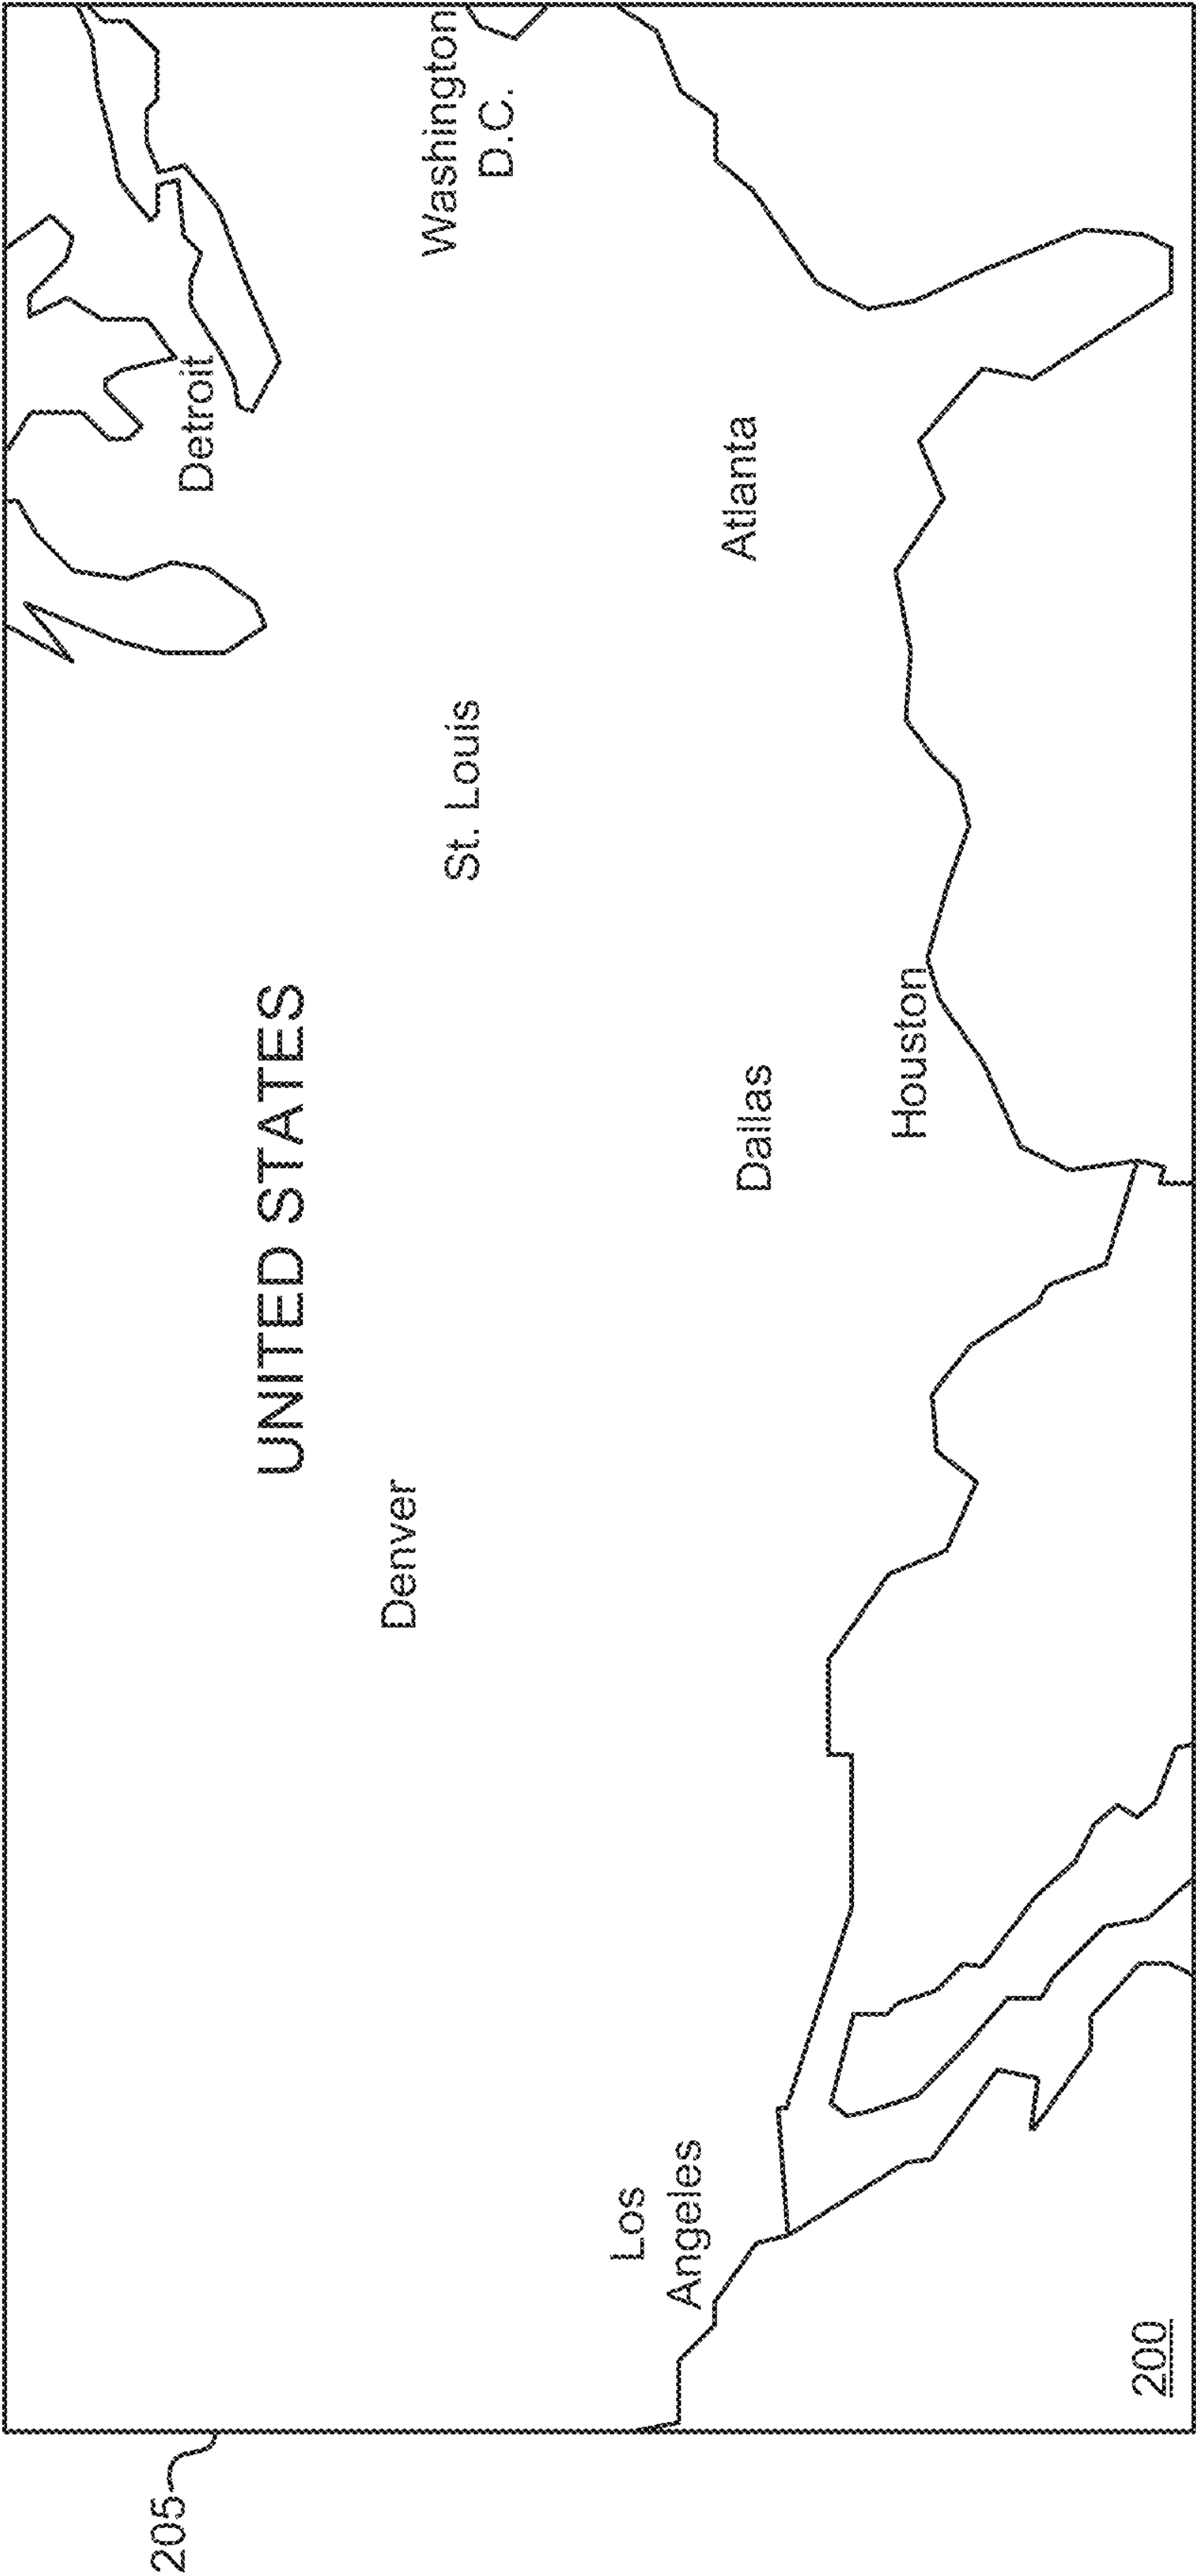 205
UNITED STATES
Detroit
Denver
St. Louis
Washington
D.C.
Los
Angeles
Dallas
Atlanta
Houston
200